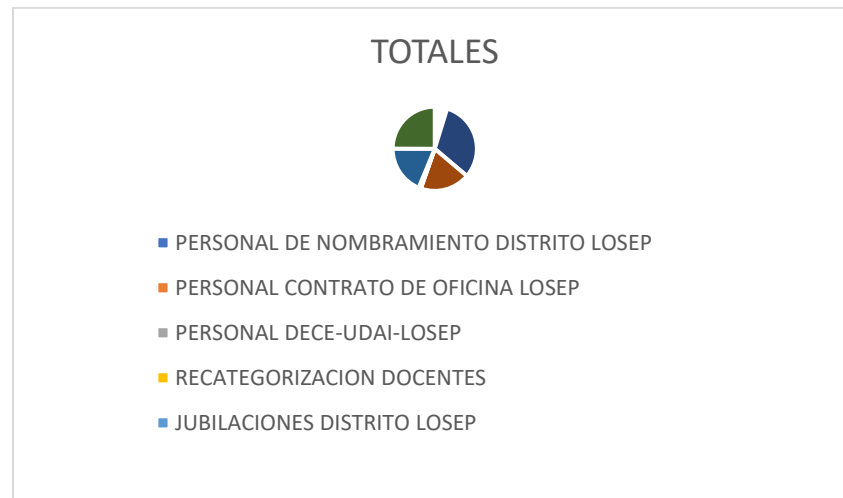 TOTALES
PERSONAL DE NOMBRAMIENTO DISTRITO LOSEP
PERSONAL CONTRATO DE OFICINA LOSEP
PERSONAL DECE-UDAI-LOSEP
RECATEGORIZACION DOCENTES
JUBILACIONES DISTRITO LOSEP